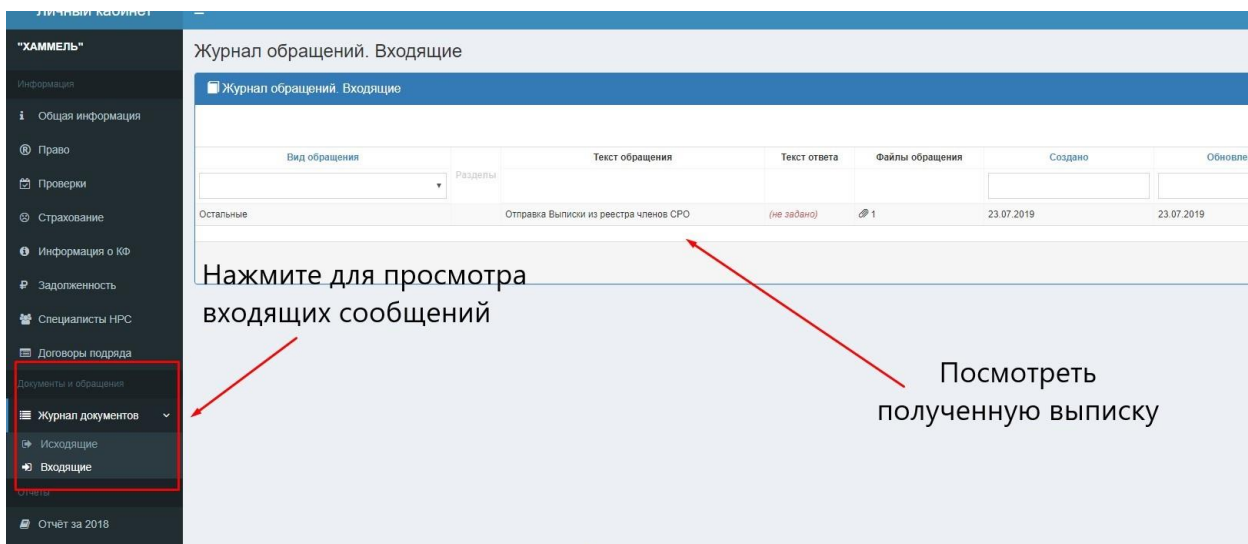 Личный кабинет
"ХАММЕЛЬ"
Информация
Общая информация
Право
Проверки
Страхование
Информация о КФ
Задолженность
Специалисты НРС
Договоры подряда
Документы и обращения
Журнал документов
Исходящие
Входящие
Отчеты
Отчёт за 2018
Журнал обращений. Входящие
Журнал обращений. Входящие
Вид обращения Разделы Текст обращения Текст ответа Файлы обращения Создано Обновле
Остальные Отправка Выписки из реестра членов СРО (не задано) 1 23.07.2019 23.07.2019
Нажмите для просмотра
входящих сообщений
Посмотреть
полученную выписку